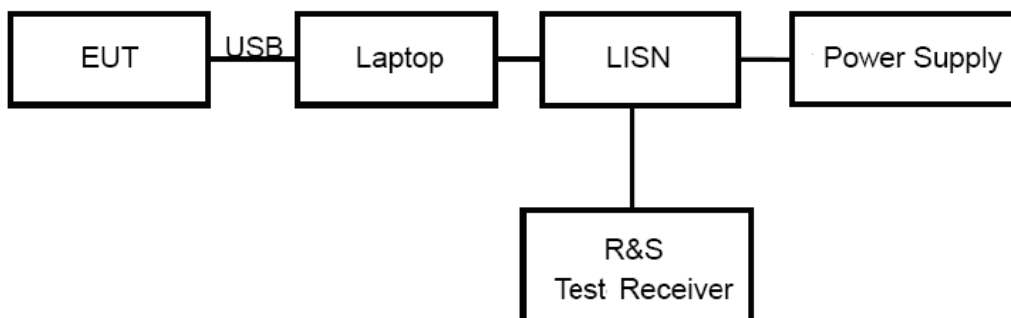 EUT
USB
Laptop
LISN
Power Supply
R&S
Test Receiver